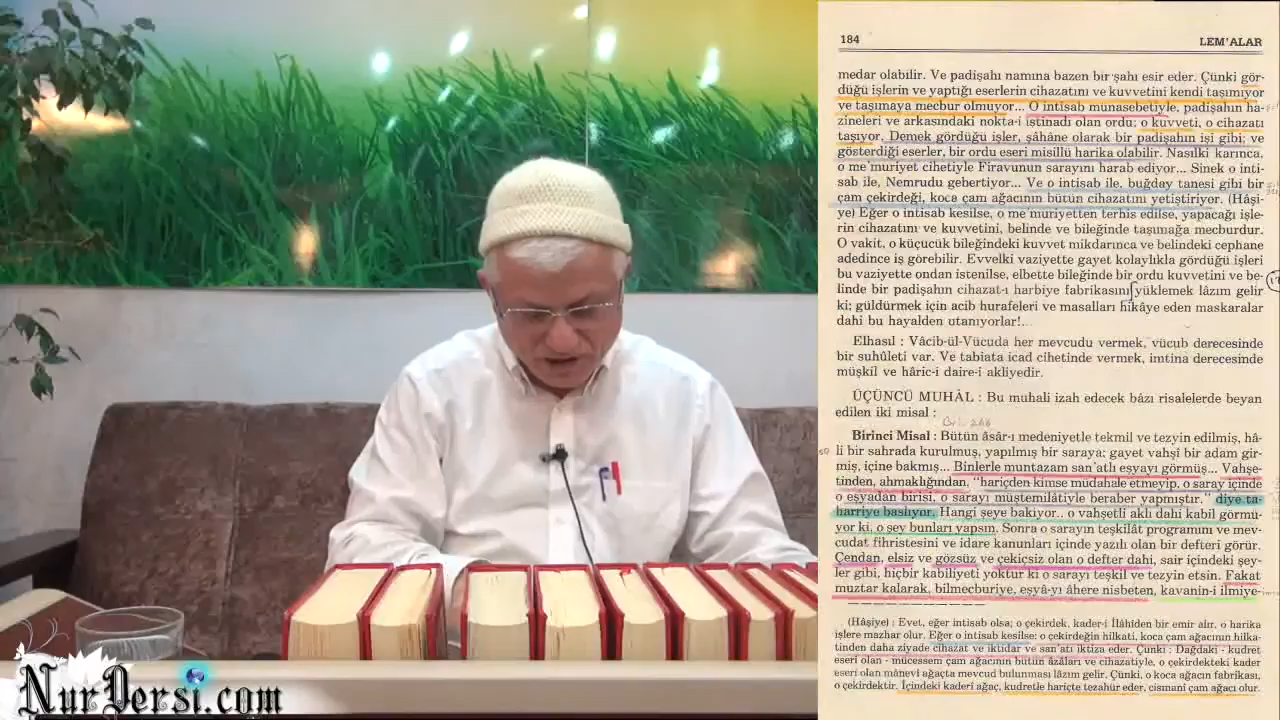 184
LEM'ALAR
medar olabilir. Ve padişahı namına bazen bir şahı esir eder. Çünki gör-
düğü işlerin ve yaptığı eserlerin cihazatını ve kuvvetini kendi taşımıyor
ve taşımaya mecbur olmuyor... O intisab münasebetiyle, padişahın ha-
zineleri ve arkasındaki nokta-i istinadı olan ordu; o kuvveti, o cihazatı
taşıyor. Demek gördüğü işler, şâhâne olarak bir padişahın işi gibi; ve
gösterdiği eserler, bir ordu eseri misillü harika olabilir. Nasılki karınca,
o me'muriyet cihetiyle Firavunun sarayını harab ediyor... Sinek o inti-
sab ile, Nemrudu gebertiyor... Ve o intisab ile, buğday tanesi gibi bir
çam çekirdeği, koca çam ağacının bütün cihazatını yetiştiriyor. (Hâşi-
ye) Eğer o intisab kesilse, o me'muriyetten terhis edilse, yapacağı işle-
rin cihazatını ve kuvvetini, belinde ve bileğinde taşımağa mecburdur.
O vakit, o küçücük bileğindeki kuvvet mikdarınca ve belindeki cephane
adedince iş görebilir. Evvelki vaziyette gayet kolaylıkla gördüğü işleri
bu vaziyette ondan istenilse, elbette bileğinde bir ordu kuvvetini ve be-
linde bir padişahın cihazat-ı harbiye fabrikasını yüklemek lâzım gelir
ki; güldürmek için acib hurafeleri ve masalları hikâye eden maskaralar
dahi bu hayalden utanıyorlar!..
Elhasıl : Vâcib-ül-Vücuda her mevcudu vermek, vücub derecesinde
bir suhûleti var. Ve tabiata icad cihetinde vermek, imtina derecesinde
müşkil ve hâric-i daire-i akliyedir.
ÜÇÜNCÜ MUHÂL : Bu muhali izah edecek bâzı risalelerde beyan
edilen iki misal :
Birinci Misal : Bütün âsâr-ı medeniyetle tekmil ve tezyin edilmiş, hâ-
li bir sahrada kurulmuş, yapılmış bir saraya; gayet vahşi bir adam gir-
miş, içine bakmış... Binlerle muntazam san'atlı eşyayı görmüş... Vahşe-
tinden, ahmaklığından, "hariçden kimse müdahale etmeyip, o saray içinde
o eşyadan birisi, o sarayı müştemilâtiyle beraber yapmıştır." diye ta-
harriye başlıyor. Hangi şeye bakıyor.. o vahşetli aklı dahi kabil görmü-
yor ki, o şey bunları yapsın. Sonra o sarayın teşkilât programını ve mev-
cudat fihristesini ve idare kanunları içinde yazılı olan bir defteri görür.
Çendan, elsiz ve gözsüz ve çekiçsiz olan o defter dahi, sair içindeki şey-
ler gibi, hiçbir kabiliyeti yoktur ki o sarayı teşkil ve tezyin etsin. Fakat
muztar kalarak, bilmecburiye, eşya-yı âhere nisbeten, kavanin-i ilmiye-
(Hâşiye) : Evet, eğer intisab olsa; o çekirdek, kader-i İlâhiden bir emir alır, o harika
işlere mazhar olur. Eğer o intisab kesilse; o çekirdeğin hilkati, koca çam ağacının hilka-
tinden daha ziyade cihazat ve iktidar ve san'atı iktiza eder. Çünki : Dağdaki - kudret
eseri olan - mücessem çam ağacının bütün âzâları ve cihazatiyle, o çekirdekteki kader
eseri olan mânevî ağaçta mevcud bulunması lâzım gelir. Çünki, o koca ağacın fabrikası,
o çekirdektir. İçindeki kaderî ağaç, kudretle hariçte tezahür eder, cismanî çam ağacı olur.
NurDersi.com